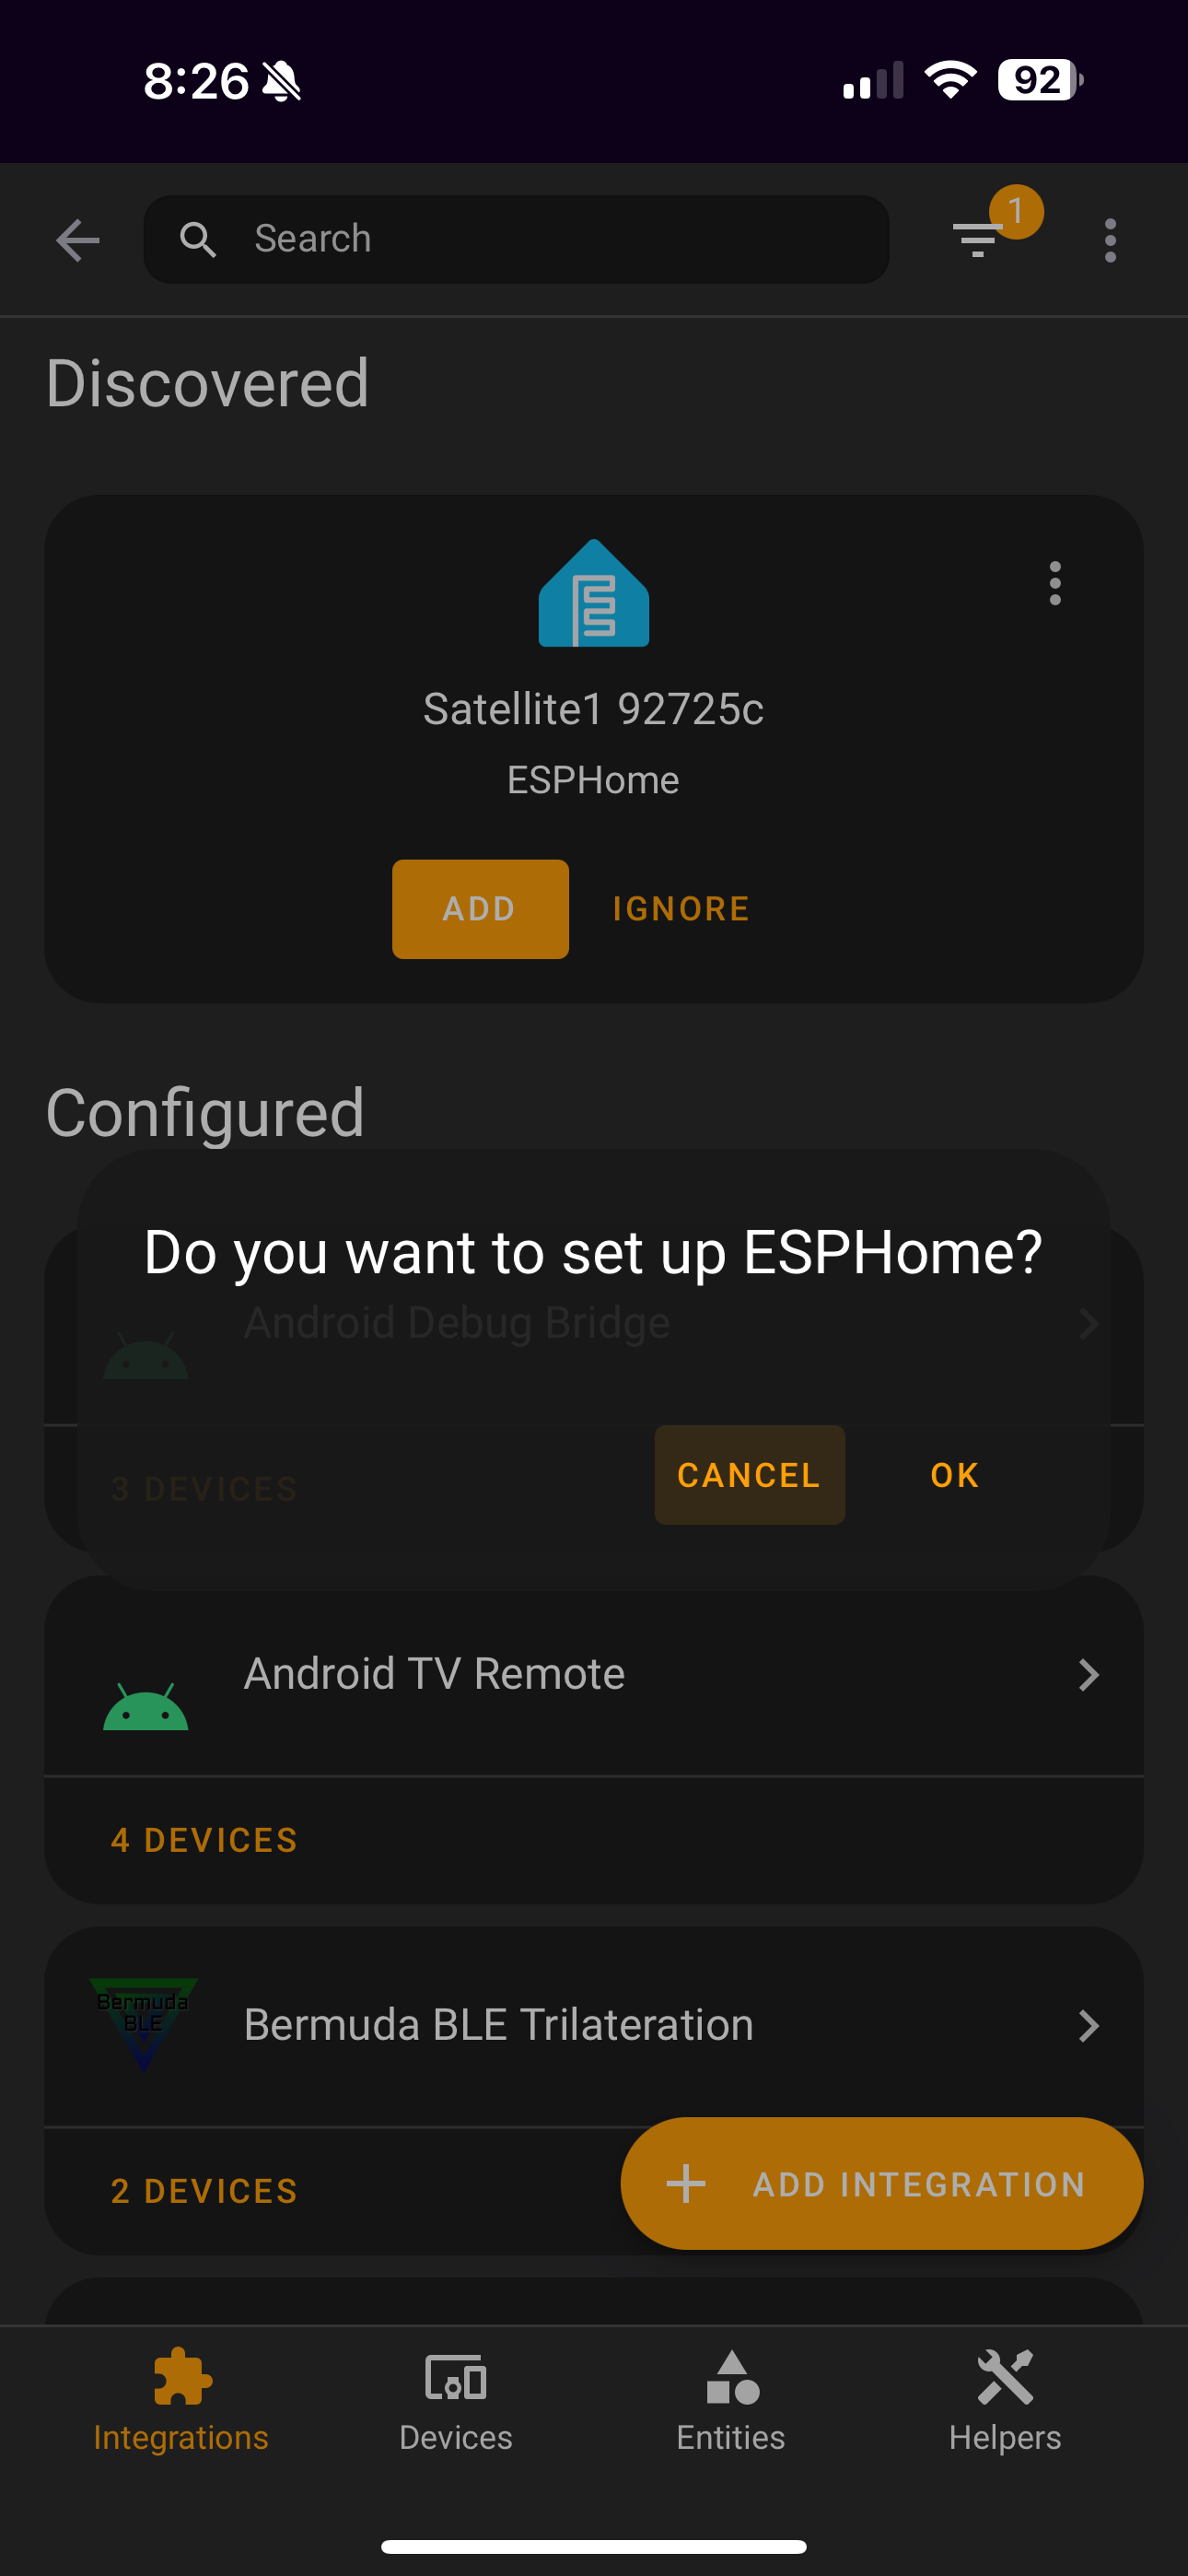 8:26
92
Search
1
Discovered
Satellite1 92725c
ESPHome
ADD
IGNORE
Configured
Do you want to set up ESPHome?
Android Debug Bridge
CANCEL
OK
3 DEVICES
Android TV Remote
4 DEVICES
Bermuda
BLE
Bermuda BLE Trilateration
2 DEVICES
ADD INTEGRATION
Integrations
Devices
Entities
Helpers